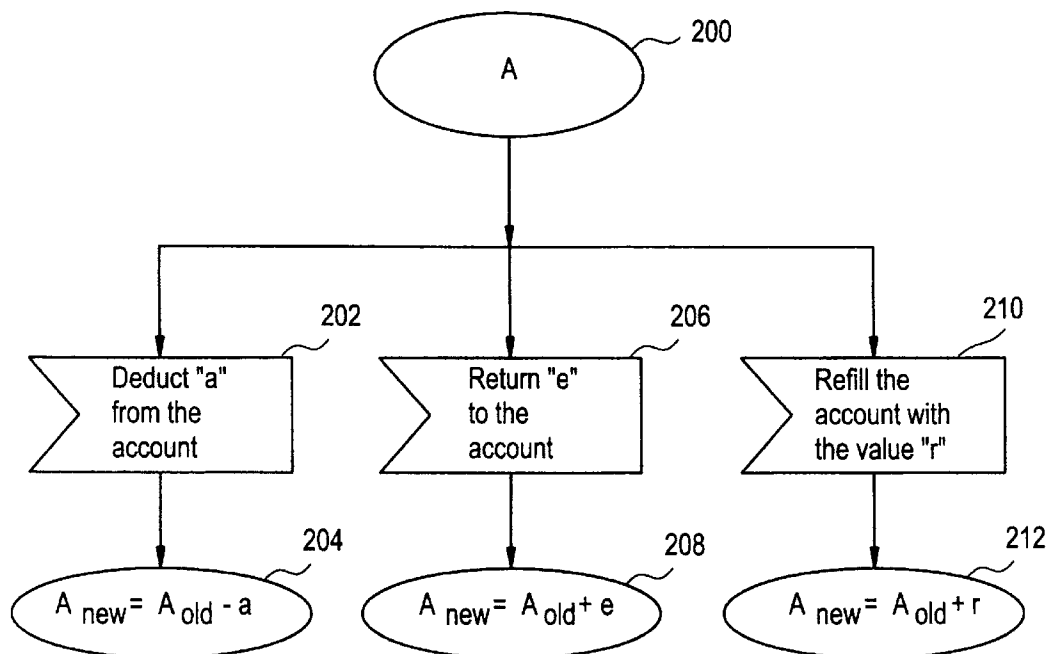 200
A
202
Deduct "a"
from the
account
206
Return "e"
to the
account
210
Refill the
account with
the value "r"
204
A new = A old - a
208
A new = A old + e
212
A new = A old + r